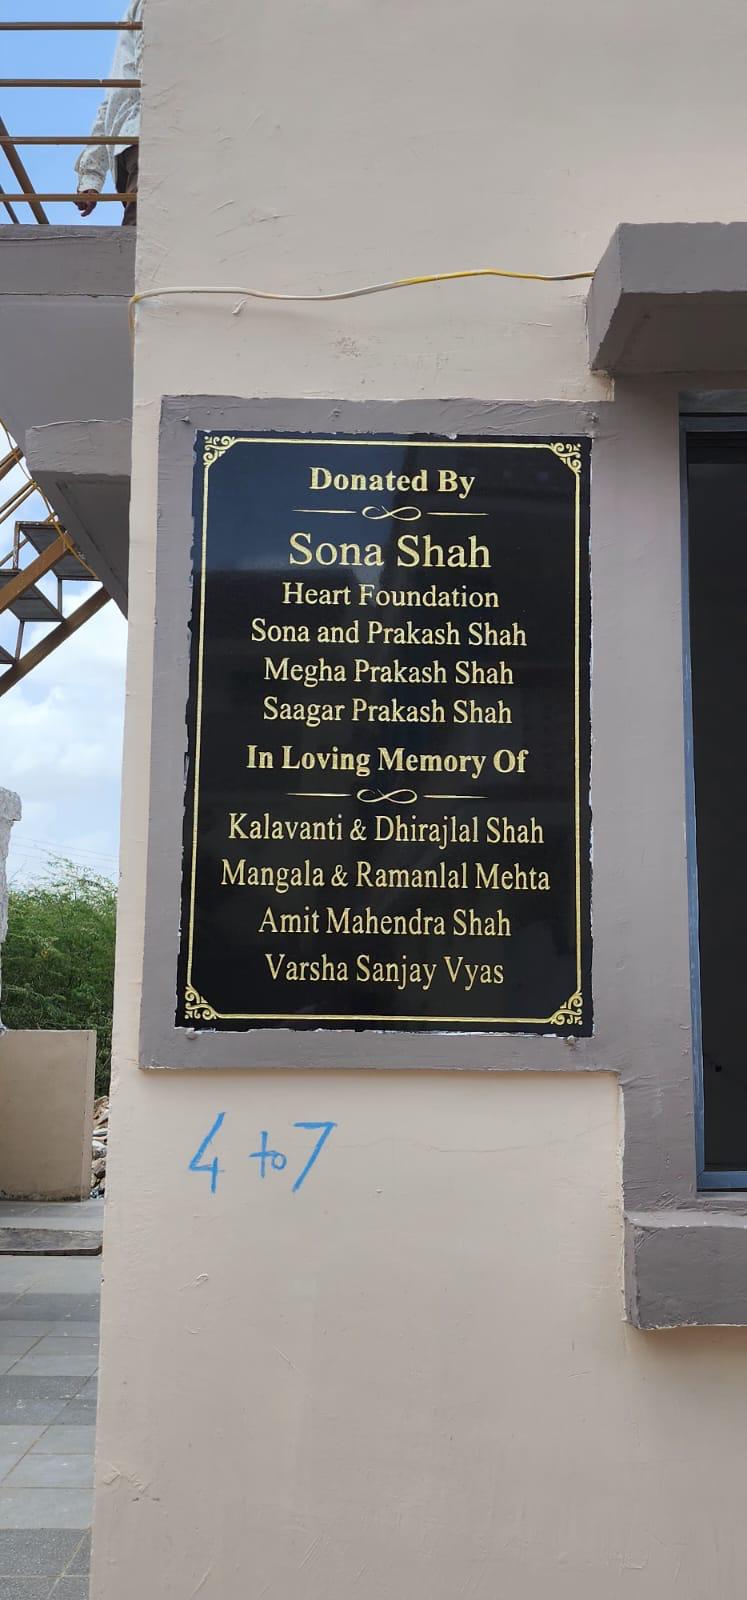 Donated By
Sona Shah
Heart Foundation
Sona and Prakash Shah
Megha Prakash Shah
Saagar Prakash Shah
In Loving Memory Of
Kalavanti & Dhirajlal Shah
Mangala & Ramanlal Mehta
Amit Mahendra Shah
Varsha Sanjay Vyas
4 to 7